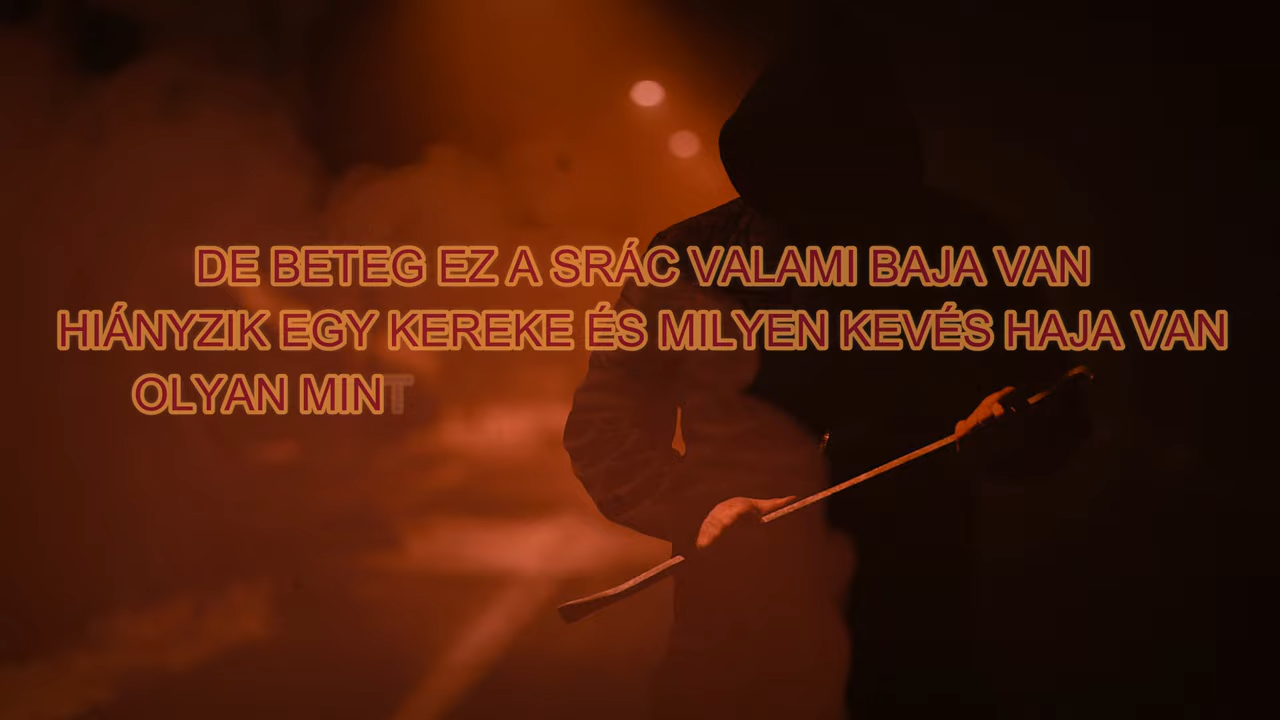 DE BETEG EZ A SRÁC VALAMI BAJA VAN
HIÁNYZIK EGY KEREKE ÉS MILYEN KEVÉS HAJA VAN
OLYAN MINT